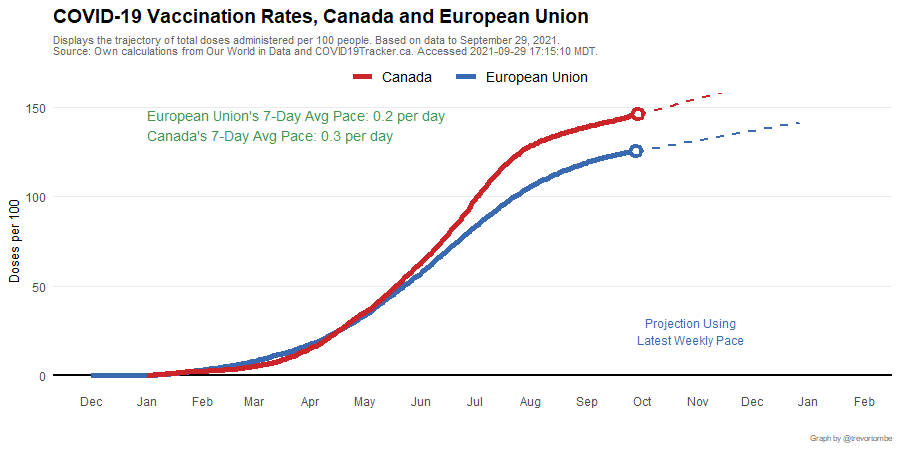 COVID-19 Vaccination Rates, Canada and European Union
Displays the trajectory of total doses administered per 100 people. Based on data to September 29, 2021.
Source: Own calculations from Our World in Data and COVID19Tracker.ca. Accessed 2021-09-29 17:15:10 MDT.
Canada European Union
European Union's 7-Day Avg Pace: 0.2 per day
Canada's 7-Day Avg Pace: 0.3 per day
Doses per 100
150
100
50
0
Projection Using
Latest Weekly Pace
Dec Jan Feb Mar Apr May Jun Jul Aug Sep Oct Nov Dec Jan Feb
Graph by @trevortombe